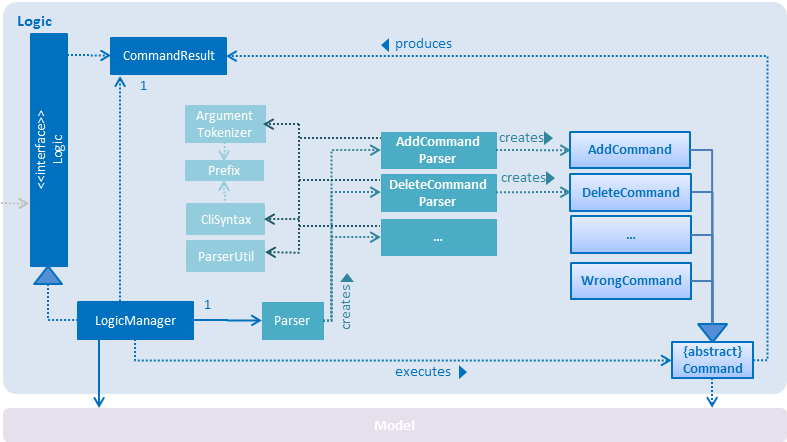 Logic
produces
CommandResult
1
<<interface>>
Logic
Argument
Tokenizer
Prefix
CliSyntax
ParserUtil
AddCommand
Parser
DeleteCommand
Parser
...
creates
creates
AddCommand
DeleteCommand
...
WrongCommand
creates
LogicManager
1
Parser
executes
{abstract}
Command
Model